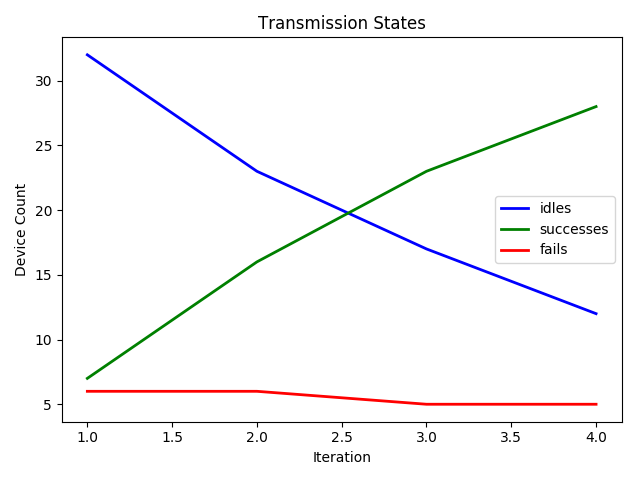 Transmission States
Device Count
30
25
20
15
10
5
idles
successes
fails
1.0 1.5 2.0 2.5 3.0 3.5 4.0
Iteration